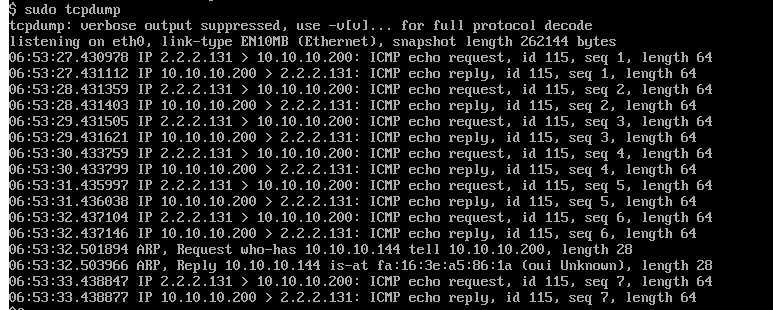 $ sudo tcpdump
tcpdump: verbose output suppressed, use -v[v]... for full protocol decode
listening on eth0, link-type EN10MB (Ethernet), snapshot length 262144 bytes
06:53:27.430978 IP 2.2.2.131 > 10.10.10.200: ICMP echo request, id 115, seq 1, length 64
06:53:27.431112 IP 10.10.10.200 > 2.2.2.131: ICMP echo reply, id 115, seq 1, length 64
06:53:28.431359 IP 2.2.2.131 > 10.10.10.200: ICMP echo request, id 115, seq 2, length 64
06:53:28.431403 IP 10.10.10.200 > 2.2.2.131: ICMP echo reply, id 115, seq 2, length 64
06:53:29.431505 IP 2.2.2.131 > 10.10.10.200: ICMP echo request, id 115, seq 3, length 64
06:53:29.431621 IP 10.10.10.200 > 2.2.2.131: ICMP echo reply, id 115, seq 3, length 64
06:53:30.433759 IP 2.2.2.131 > 10.10.10.200: ICMP echo request, id 115, seq 4, length 64
06:53:30.433799 IP 10.10.10.200 > 2.2.2.131: ICMP echo reply, id 115, seq 4, length 64
06:53:31.435997 IP 2.2.2.131 > 10.10.10.200: ICMP echo request, id 115, seq 5, length 64
06:53:31.436038 IP 10.10.10.200 > 2.2.2.131: ICMP echo reply, id 115, seq 5, length 64
06:53:32.437104 IP 2.2.2.131 > 10.10.10.200: ICMP echo request, id 115, seq 6, length 64
06:53:32.437146 IP 10.10.10.200 > 2.2.2.131: ICMP echo reply, id 115, seq 6, length 64
06:53:32.501894 ARP, Request who-has 10.10.10.144 tell 10.10.10.200, length 28
06:53:32.503966 ARP, Reply 10.10.10.144 is-at fa:16:3e:a5:86:1a (oui Unknown), length 28
06:53:33.438847 IP 2.2.2.131 > 10.10.10.200: ICMP echo request, id 115, seq 7, length 64
06:53:33.438877 IP 10.10.10.200 > 2.2.2.131: ICMP echo reply, id 115, seq 7, length 64